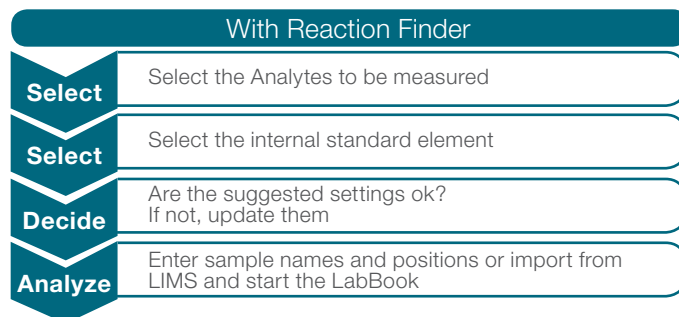 With Reaction Finder
Select
Select the Analytes to be measured
Select
Select the internal standard element
Decide
Are the suggested settings ok?
If not, update them
Analyze
Enter sample names and positions or import from
LIMS and start the LabBook